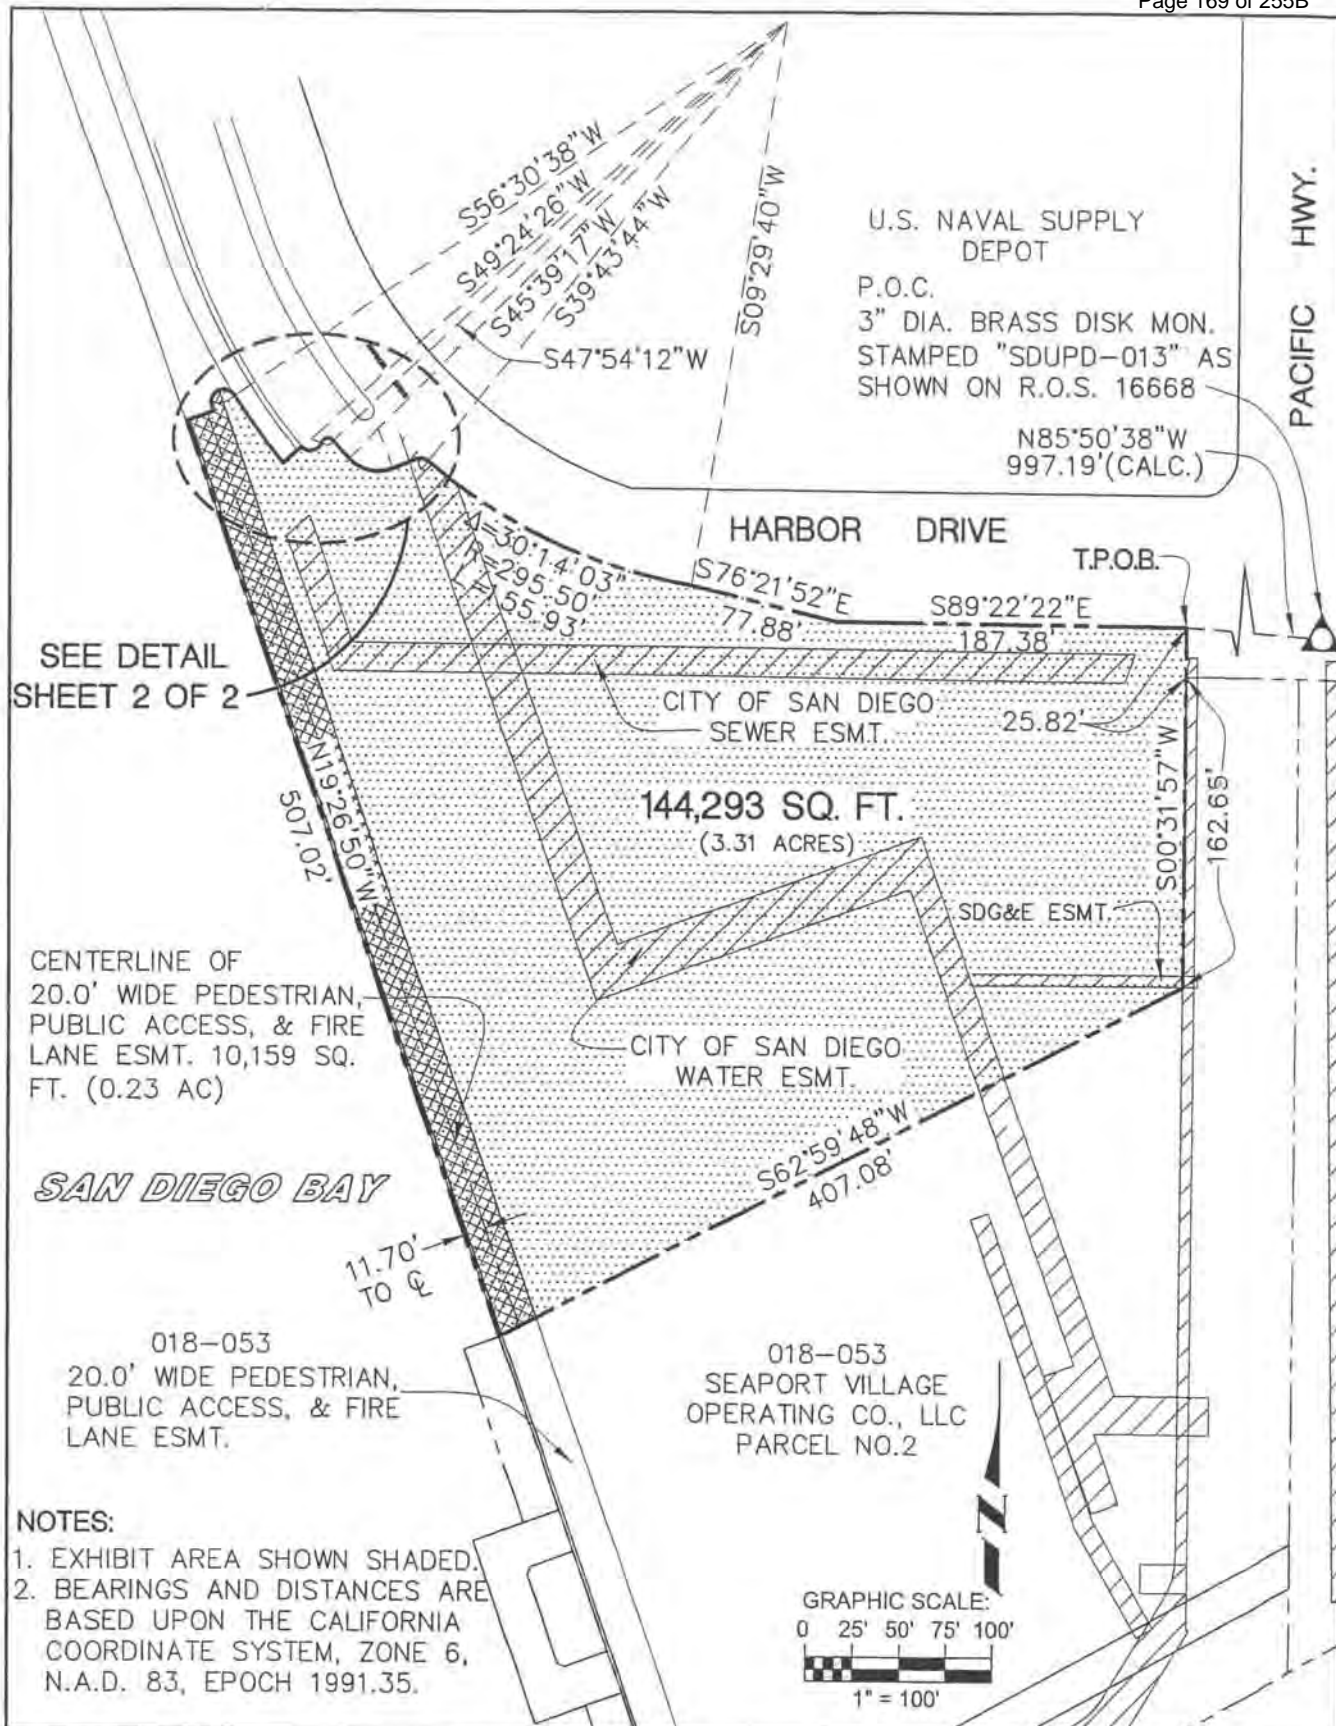 Page 169 of 255B
S56°30'38"W
S49°24'26"W
S45°39'17"W
S39°43'44"W
S47°54'12"W
S09°29'40"W
U.S. NAVAL SUPPLY
DEPOT
P.O.C.
3" DIA. BRASS DISK MON.
STAMPED "SDUPD-013" AS
SHOWN ON R.O.S. 16668
N85°50'38"W
997.19'(CALC.)
PACIFIC HWY.
HARBOR DRIVE
T.P.O.B.
Δ=30°14'03"
R=295.50'
L=155.93'
S76°21'52"E
77.88'
S89°22'22"E
187.38'
SEE DETAIL
SHEET 2 OF 2
CITY OF SAN DIEGO
SEWER ESM'T.
25.82'
N19°26'50"W
507.02'
144,293 SQ. FT.
(3.31 ACRES)
S00°31'57"W
162.65'
SDG&E ESMT.
CENTERLINE OF
20.0' WIDE PEDESTRIAN,
PUBLIC ACCESS, & FIRE
LANE ESMT. 10,159 SQ.
FT. (0.23 AC)
CITY OF SAN DIEGO
WATER ESMT.
S62°59'48"W
407.08'
SAN DIEGO BAY
11.70'
TO ℄
018-053
20.0' WIDE PEDESTRIAN,
PUBLIC ACCESS, & FIRE
LANE ESMT.
018-053
SEAPORT VILLAGE
OPERATING CO., LLC
PARCEL NO.2
N
NOTES:
1. EXHIBIT AREA SHOWN SHADED.
2. BEARINGS AND DISTANCES ARE
BASED UPON THE CALIFORNIA
COORDINATE SYSTEM, ZONE 6,
N.A.D. 83, EPOCH 1991.35.
GRAPHIC SCALE:
0 25' 50' 75' 100'
1" = 100'